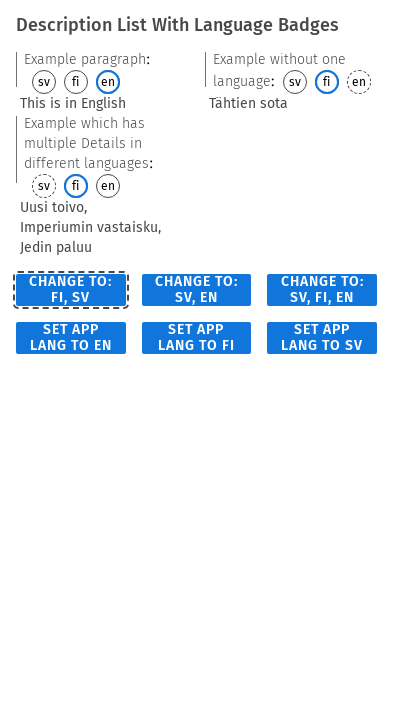 Description List With Language Badges
Example paragraph:
sv fi en
This is in English
Example without one
language: sv fi en
Tähtien sota
Example which has
multiple Details in
different languages:
sv fi en
Uusi toivo,
Imperiumin vastaisku,
Jedin paluu
CHANGE TO:
FI, SV
CHANGE TO:
SV, EN
CHANGE TO:
SV, FI, EN
SET APP
LANG TO EN
SET APP
LANG TO FI
SET APP
LANG TO SV